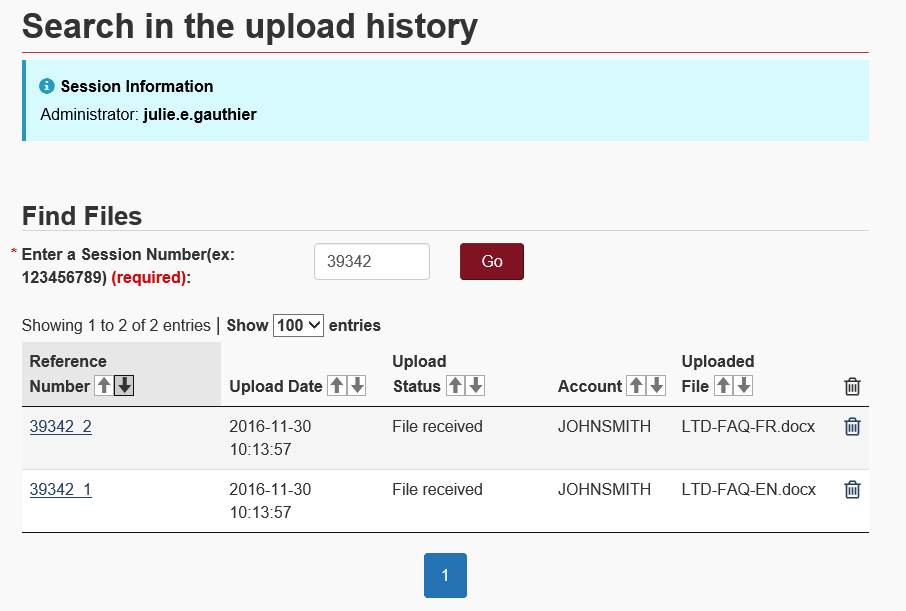 Search in the upload history
Session Information
Administrator: julie.e.gauthier
Find Files
* Enter a Session Number(ex:
123456789) (required):
39342
Go
Showing 1 to 2 of 2 entries | Show 100 entries
Reference
Number
Upload Date
Upload
Status
Account
Uploaded
File
39342_2
2016-11-30
10:13:57
File received
JOHNSMITH
LTD-FAQ-FR.docx
39342_1
2016-11-30
10:13:57
File received
JOHNSMITH
LTD-FAQ-EN.docx
1